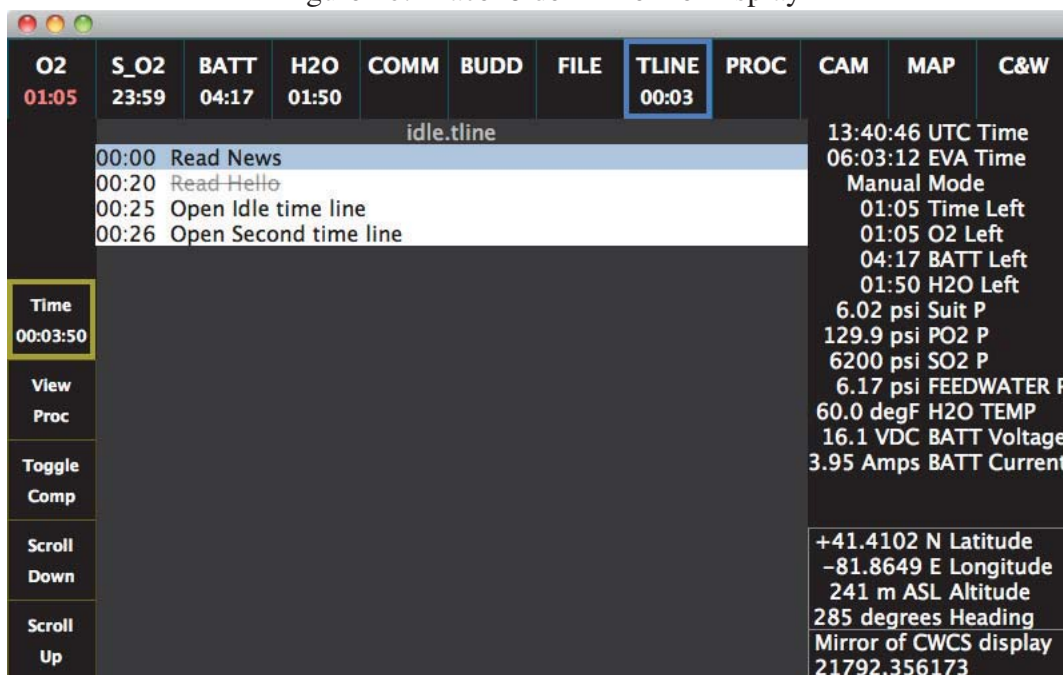 O2 S_O2 BATT H2O COMM BUDD FILE TLINE PROC CAM MAP C&W
01:05 23:59 04:17 01:50 00:03
idle.tline
00:00 Read News
00:20 Read Hello
00:25 Open Idle time line
00:26 Open Second time line
Time
00:03:50
View
Proc
Toggle
Comp
Scroll
Down
Scroll
Up
13:40:46 UTC Time
06:03:12 EVA Time
Manual Mode
01:05 Time Left
01:05 O2 Left
04:17 BATT Left
01:50 H2O Left
6.02 psi Suit P
129.9 psi PO2 P
6200 psi SO2 P
6.17 psi FEEDWATER P
60.0 degF H2O TEMP
16.1 VDC BATT Voltage
3.95 Amps BATT Current
+41.4102 N Latitude
-81.8649 E Longitude
241 m ASL Altitude
285 degrees Heading
Mirror of CWCS display
21792.356173